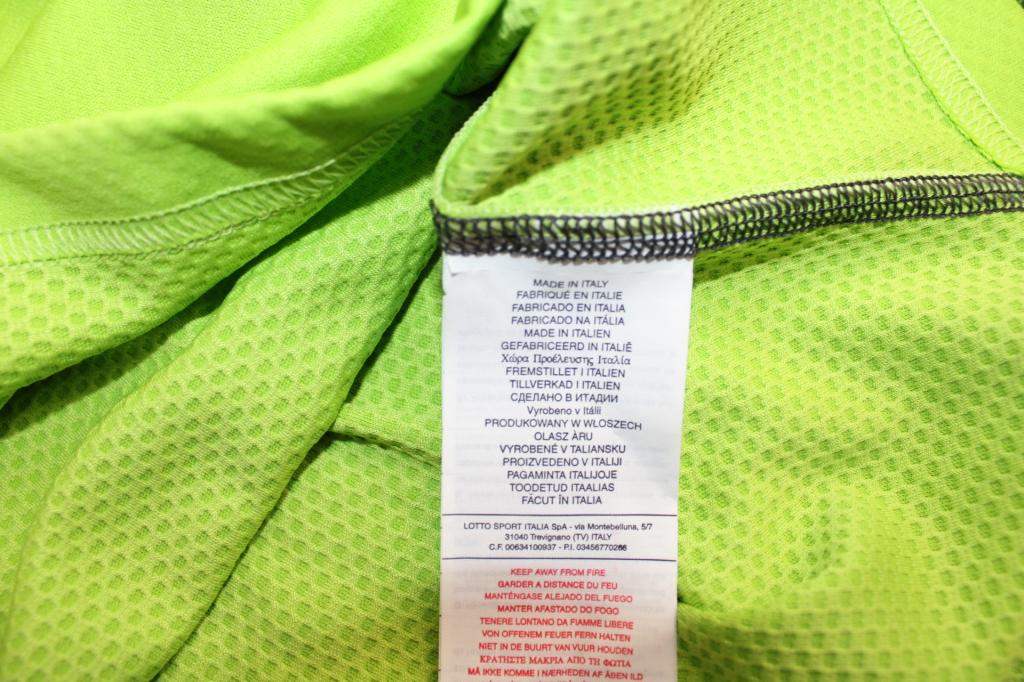 MADE IN ITALY
FABRIQUÉ EN ITALIE
FABRICADO EN ITALIA
FABRICADO NA ITÁLIA
MADE IN ITALIEN
GEFABRICEERD IN ITALIË
Χώρα Προέλευσης Ιταλία
FREMSTILLET I ITALIEN
TILLVERKAD I ITALIEN
СДЕЛАНО В ИТАДИИ
Vyrobeno v Itálii
PRODUKOWANY W WLOSZECH
OLASZ ÀRU
VYROBENÉ V TALIANSKU
PROIZVEDENO V ITALIJI
PAGAMINTA ITALIJOJE
TOODETUD ITAALIAS
FĂCUT ÎN ITALIA
LOTTO SPORT ITALIA SpA - via Montebelluna, 5/7
31040 Trevignano (TV) ITALY
C.F. 00634100937 - P.I. 03456770266
KEEP AWAY FROM FIRE
GARDER A DISTANCE DU FEU
MANTÉNGASE ALEJADO DEL FUEGO
MANTER AFASTADO DO FOGO
TENERE LONTANO DA FIAMME LIBERE
VON OFFENEM FEUER FERN HALTEN
NIET IN DE BUURT VAN VUUR HOUDEN
ΚΡΑΤΗΣΤΕ ΜΑΚΡΙΑ ΑΠΟ ΤΗ ΦΩΤΙΑ
MÅ IKKE KOMME I NÆRHEDEN AF ÅBEN ILD